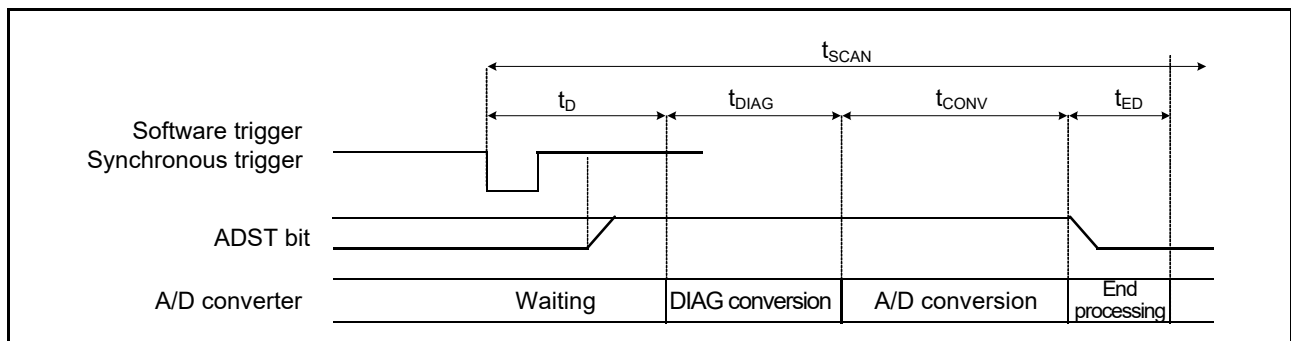 tSCAN
tD tDIAG tCONV tED
Software trigger
Synchronous trigger
ADST bit
A/D converter Waiting DIAG conversion A/D conversion End processing